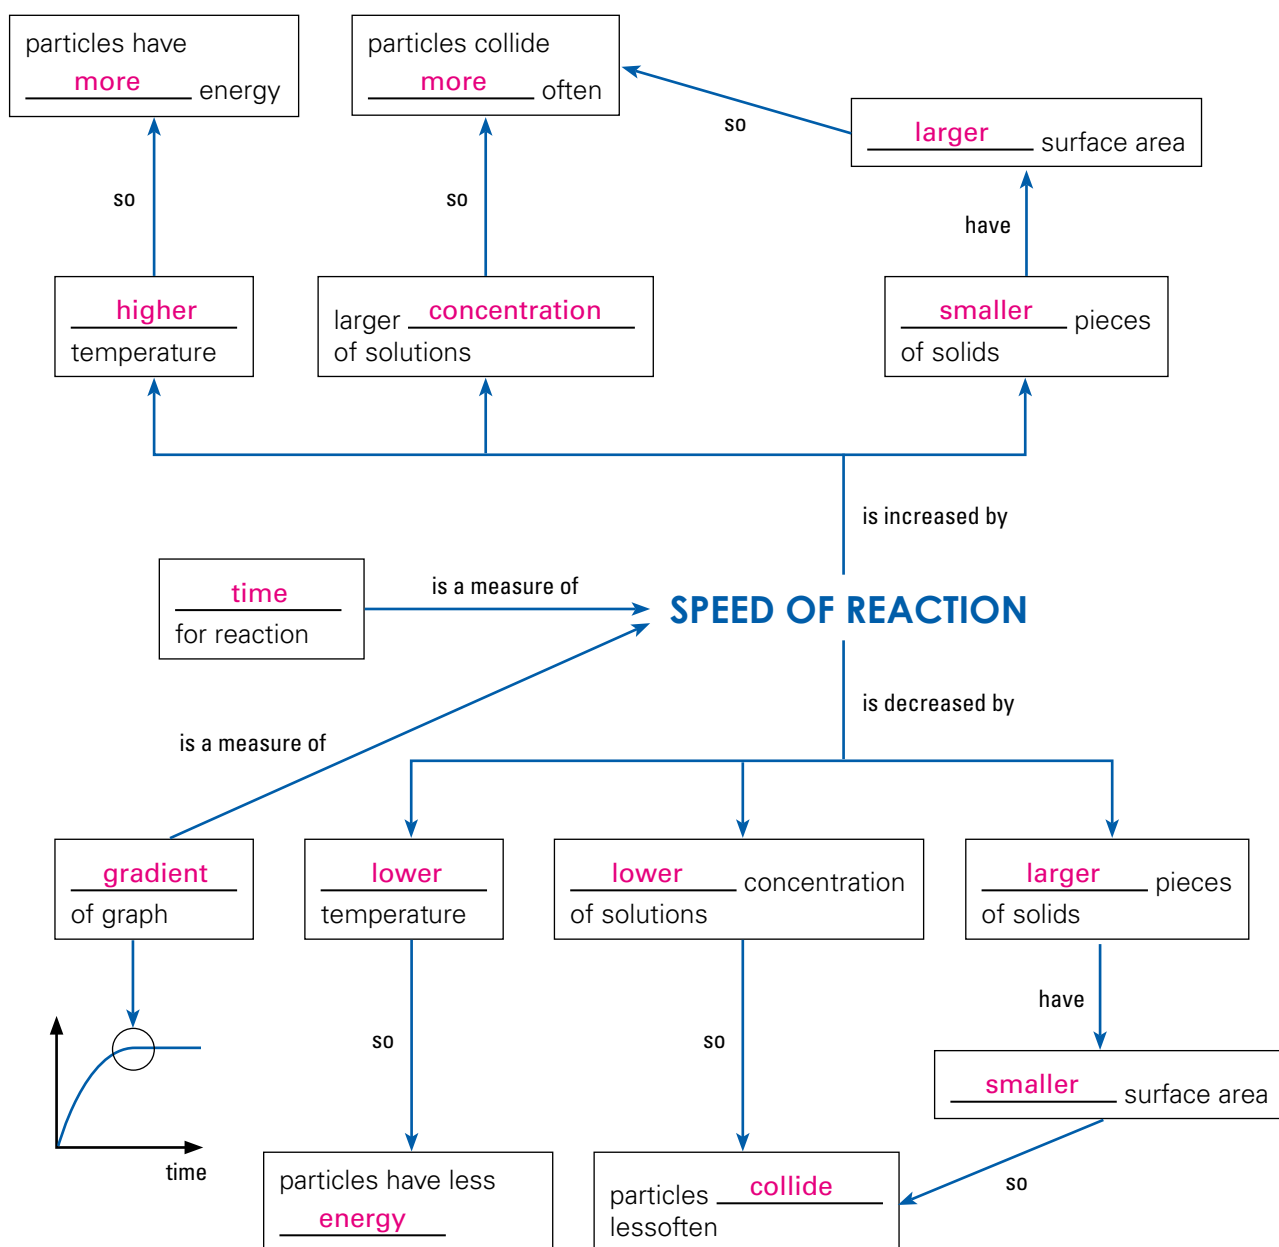 particles have
more energy
particles collide
more often
so
larger surface area
so
so
have
higher
temperature
larger concentration
of solutions
smaller pieces
of solids
is increased by
time
for reaction
is a measure of
SPEED OF REACTION
is decreased by
is a measure of
gradient
of graph
lower
temperature
lower concentration
of solutions
larger pieces
of solids
have
so
so
smaller surface area
time
particles have less
energy
particles collide
lessoften
so